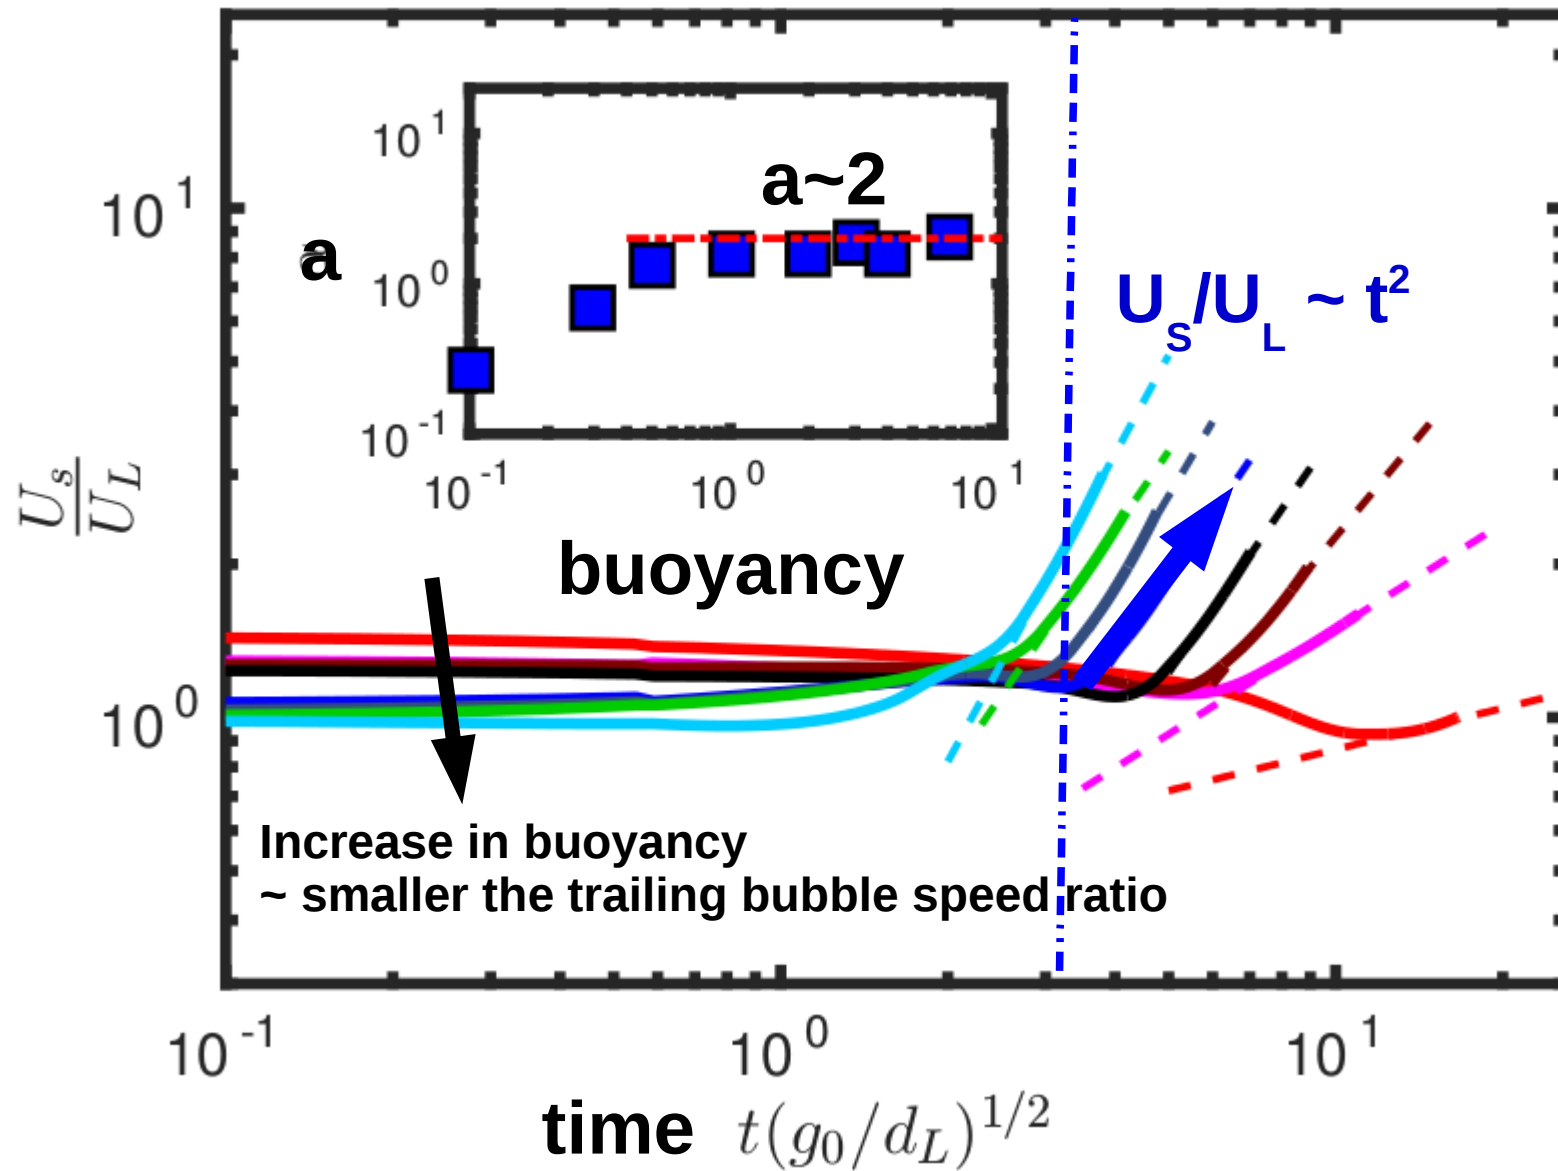 10^1
a~2
10^1
a
10^0
U_S/U_L ~ t^2
10^-1
10^-1 10^0 10^1
U_s/U_L
buoyancy
10^0
Increase in buoyancy
~ smaller the trailing bubble speed ratio
10^-1 10^0 10^1
time t(g_0/d_L)^{1/2}